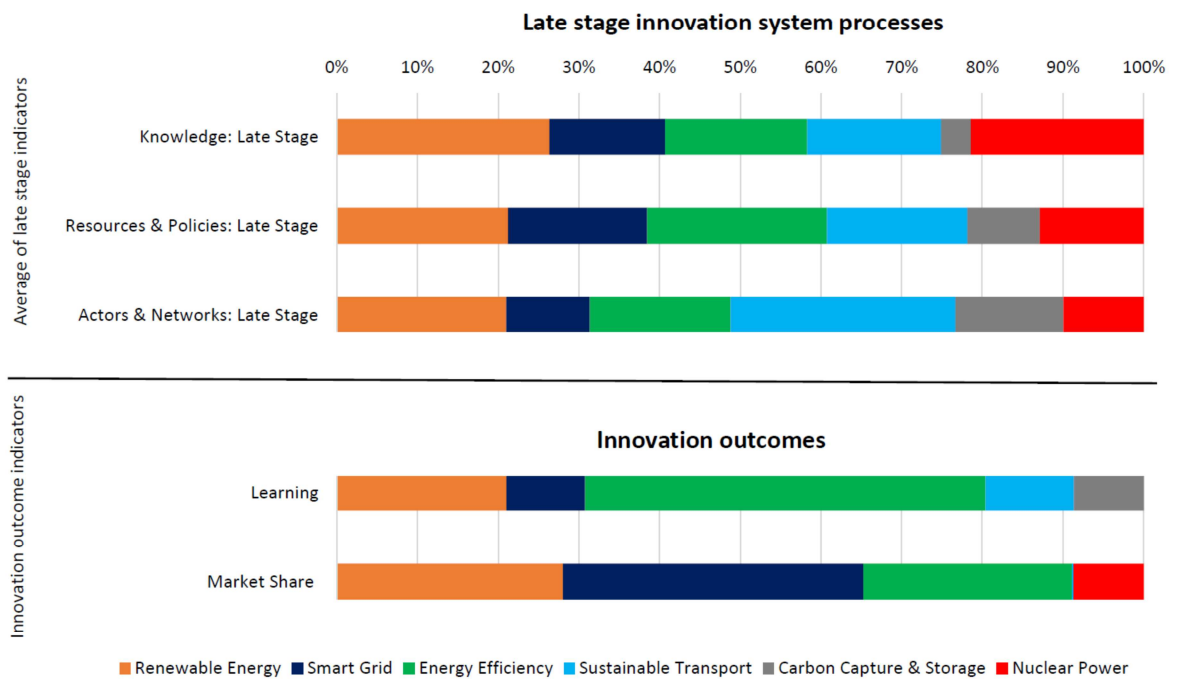 Late stage innovation system processes
0% 10% 20% 30% 40% 50% 60% 70% 80% 90% 100%
Average of late stage indicators
Knowledge: Late Stage
Resources & Policies: Late Stage
Actors & Networks: Late Stage
Innovation outcome indicators
Innovation outcomes
Learning
Market Share
Renewable Energy Smart Grid Energy Efficiency Sustainable Transport Carbon Capture & Storage Nuclear Power